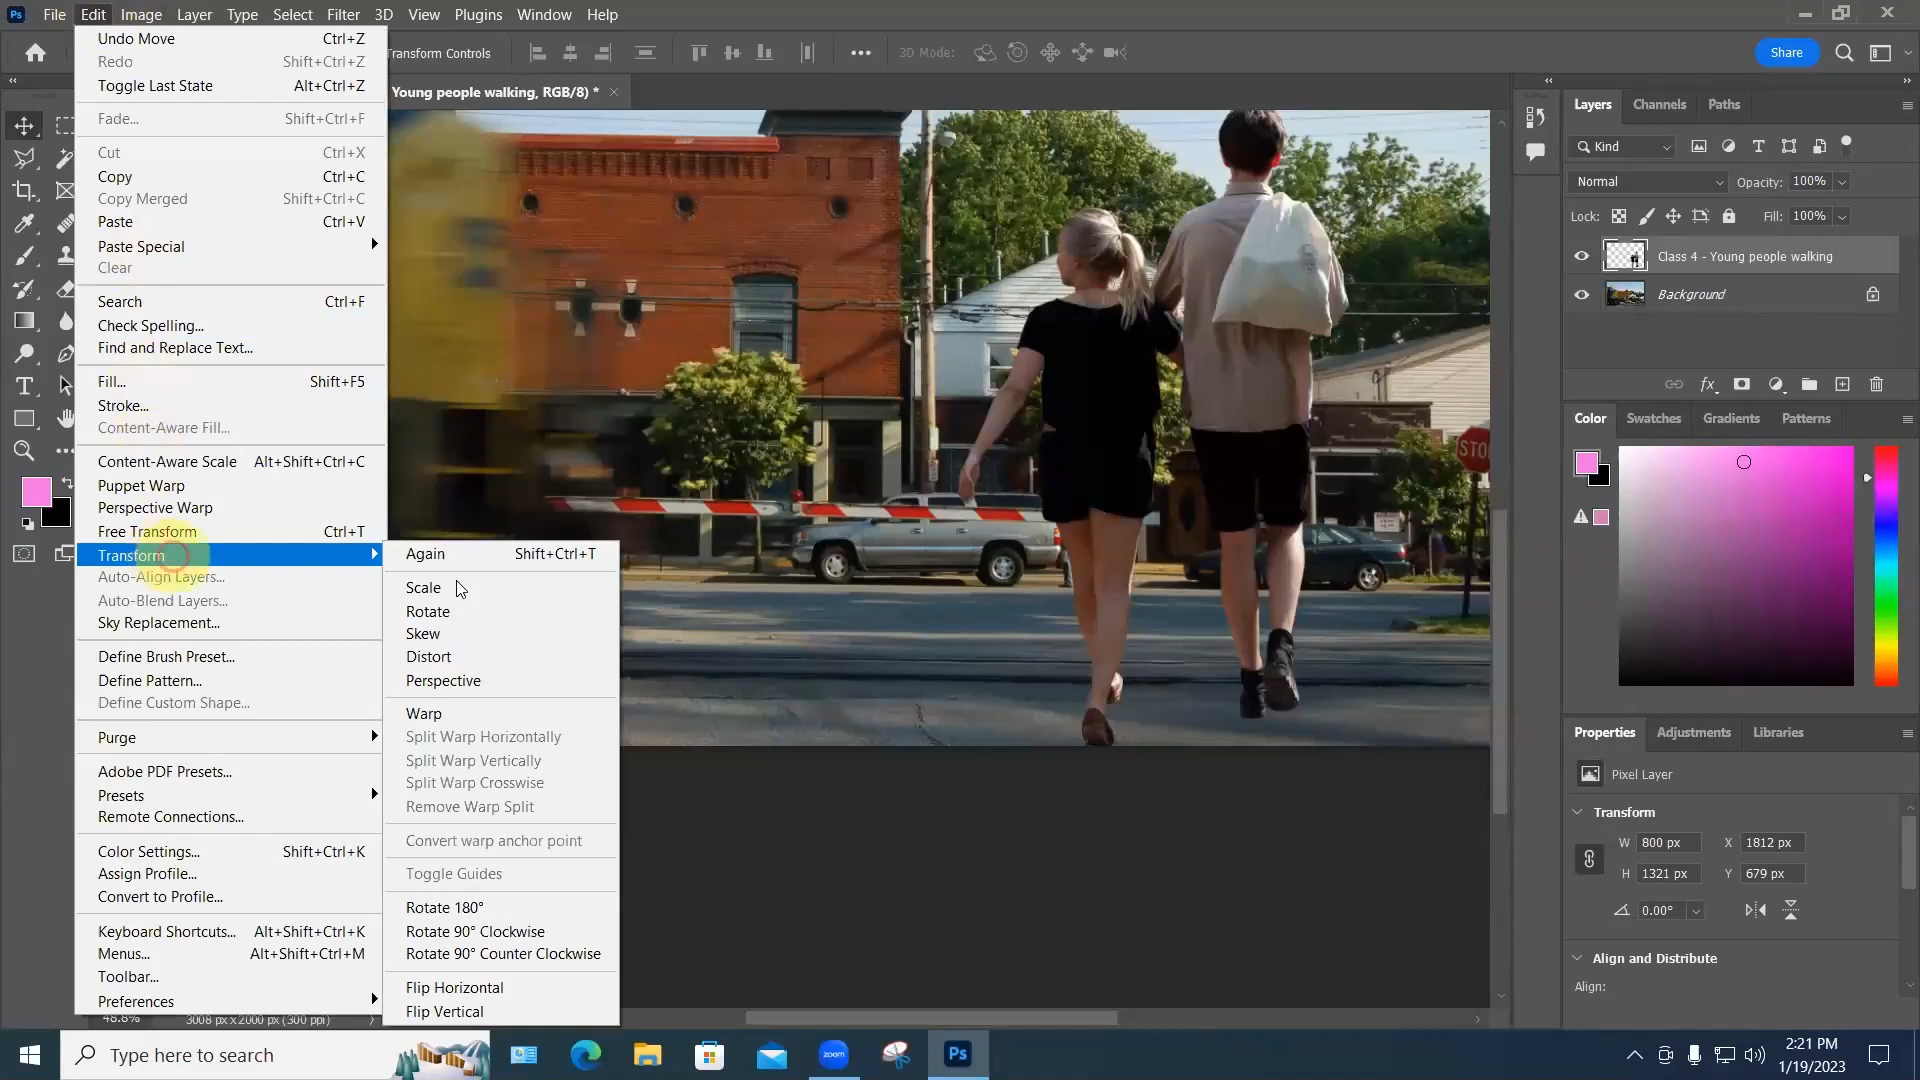 Ps File Edit Image Layer Type Select Filter 3D View Plugins Window Help
Transform Controls 3D Mode: Share
Young people walking, RGB/8) *
Undo Move Ctrl+Z
Redo Shift+Ctrl+Z
Toggle Last State Alt+Ctrl+Z
Fade... Shift+Ctrl+F
Cut Ctrl+X
Copy Ctrl+C
Copy Merged Shift+Ctrl+C
Paste Ctrl+V
Paste Special
Clear
Search Ctrl+F
Check Spelling...
Find and Replace Text...
Fill... Shift+F5
Stroke...
Content-Aware Fill...
Content-Aware Scale Alt+Shift+Ctrl+C
Puppet Warp
Perspective Warp
Free Transform Ctrl+T
Transform
Auto-Align Layers...
Auto-Blend Layers...
Sky Replacement...
Define Brush Preset...
Define Pattern...
Define Custom Shape...
Purge
Adobe PDF Presets...
Presets
Remote Connections...
Color Settings... Shift+Ctrl+K
Assign Profile...
Convert to Profile...
Keyboard Shortcuts... Alt+Shift+Ctrl+K
Menus... Alt+Shift+Ctrl+M
Toolbar...
Preferences
Again Shift+Ctrl+T
Scale
Rotate
Skew
Distort
Perspective
Warp
Split Warp Horizontally
Split Warp Vertically
Split Warp Crosswise
Remove Warp Split
Convert warp anchor point
Toggle Guides
Rotate 180°
Rotate 90° Clockwise
Rotate 90° Counter Clockwise
Flip Horizontal
Flip Vertical
STOP
Layers Channels Paths
Kind
Normal Opacity: 100%
Lock: Fill: 100%
Class 4 - Young people walking
Background
fx
Color Swatches Gradients Patterns
Properties Adjustments Libraries
Pixel Layer
Transform
W 800 px X 1812 px
H 1321 px Y 679 px
0.00°
Align and Distribute
Align:
48.8% 3008 px x 2000 px (300 ppi)
Type here to search
zoom
Ps
2:21 PM
1/19/2023